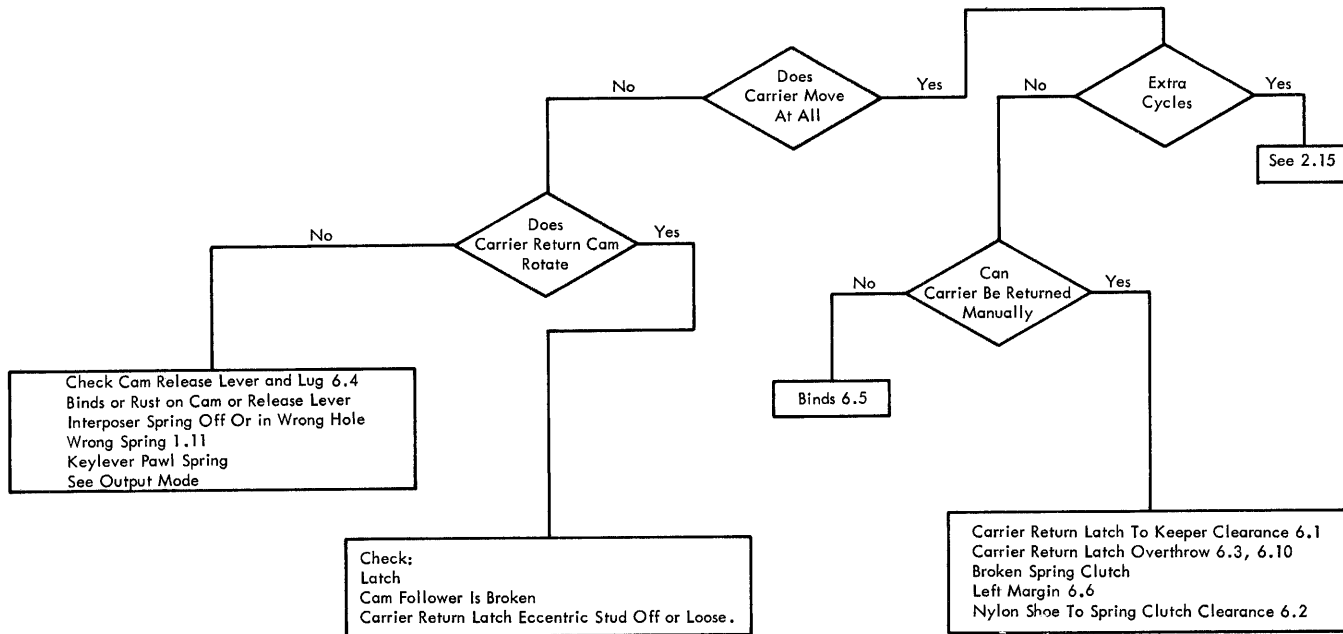 Does
Carrier Move
At All
No
Yes
Extra
Cycles
No
Yes
See 2.15
Does
Carrier Return Cam
Rotate
No
Yes
Can
Carrier Be Returned
Manually
No
Yes
Check Cam Release Lever and Lug 6.4
Binds or Rust on Cam or Release Lever
Interposer Spring Off Or in Wrong Hole
Wrong Spring 1.11
Keylever Pawl Spring
See Output Mode
Binds 6.5
Check:
Latch
Cam Follower Is Broken
Carrier Return Latch Eccentric Stud Off or Loose.
Carrier Return Latch To Keeper Clearance 6.1
Carrier Return Latch Overthrow 6.3, 6.10
Broken Spring Clutch
Left Margin 6.6
Nylon Shoe To Spring Clutch Clearance 6.2